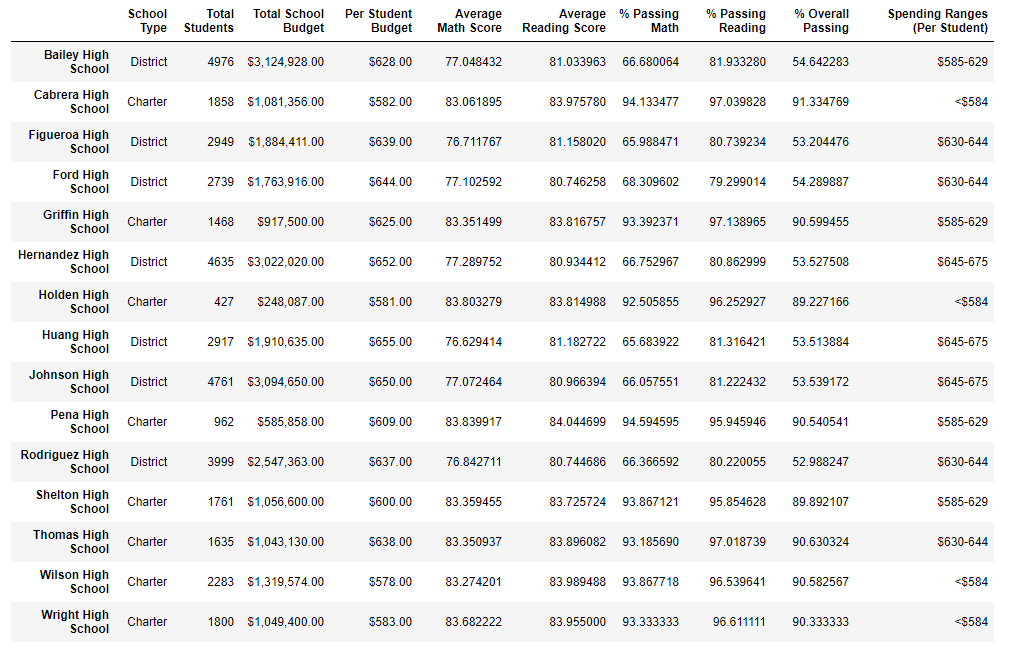 School Type Total Students Total School Budget Per Student Budget Average Math Score Average Reading Score % Passing Math % Passing Reading % Overall Passing Spending Ranges (Per Student)
Bailey High School District 4976 $3,124,928.00 $628.00 77.048432 81.033963 66.680064 81.933280 54.642283 $585-629
Cabrera High School Charter 1858 $1,081,356.00 $582.00 83.061895 83.975780 94.133477 97.039828 91.334769 <$584
Figueroa High School District 2949 $1,884,411.00 $639.00 76.711767 81.158020 65.988471 80.739234 53.204476 $630-644
Ford High School District 2739 $1,763,916.00 $644.00 77.102592 80.746258 68.309602 79.299014 54.289887 $630-644
Griffin High School Charter 1468 $917,500.00 $625.00 83.351499 83.816757 93.392371 97.138965 90.599455 $585-629
Hernandez High School District 4635 $3,022,020.00 $652.00 77.289752 80.934412 66.752967 80.862999 53.527508 $645-675
Holden High School Charter 427 $248,087.00 $581.00 83.803279 83.814988 92.505855 96.252927 89.227166 <$584
Huang High School District 2917 $1,910,635.00 $655.00 76.629414 81.182722 65.683922 81.316421 53.513884 $645-675
Johnson High School District 4761 $3,094,650.00 $650.00 77.072464 80.966394 66.057551 81.222432 53.539172 $645-675
Pena High School Charter 962 $585,858.00 $609.00 83.839917 84.044699 94.594595 95.945946 90.540541 $585-629
Rodriguez High School District 3999 $2,547,363.00 $637.00 76.842711 80.744686 66.366592 80.220055 52.988247 $630-644
Shelton High School Charter 1761 $1,056,600.00 $600.00 83.359455 83.725724 93.867121 95.854628 89.892107 $585-629
Thomas High School Charter 1635 $1,043,130.00 $638.00 83.350937 83.896082 93.185690 97.018739 90.630324 $630-644
Wilson High School Charter 2283 $1,319,574.00 $578.00 83.274201 83.989488 93.867718 96.539641 90.582567 <$584
Wright High School Charter 1800 $1,049,400.00 $583.00 83.682222 83.955000 93.333333 96.611111 90.333333 <$584